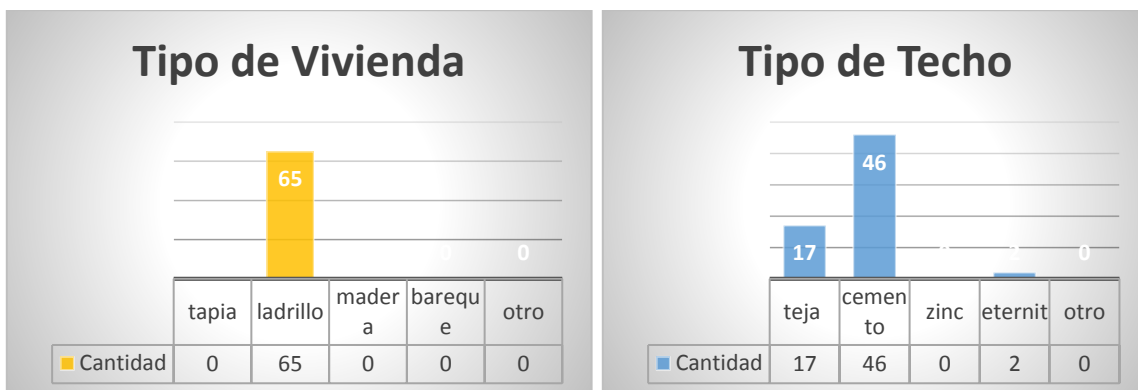 Tipo de Vivienda
65
0
0
tapia ladrillo mader
a barequ
e otro
Cantidad 0 65 0 0 0
Tipo de Techo
17
46
0
2
0
teja cemen
to zinc eternit otro
Cantidad 17 46 0 2 0